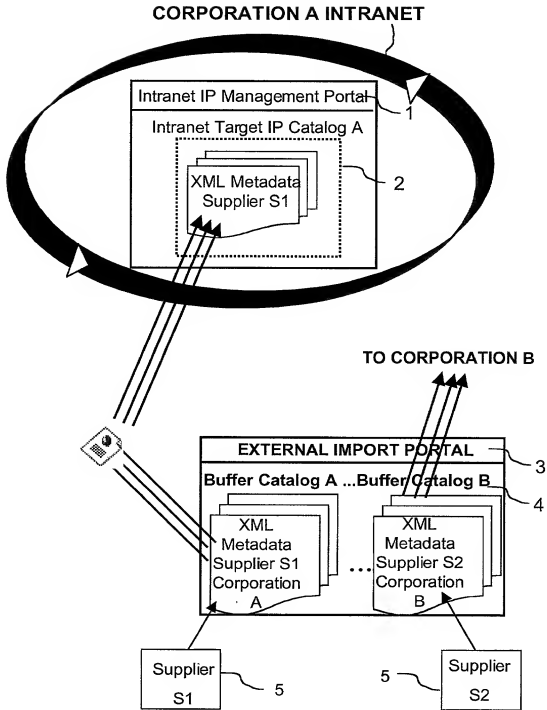 CORPORATION A INTRANET
5
Intranet IP Management Portal
1
Intranet Target IP Catalog A
XML Metadata
Supplier S1
2
TO CORPORATION B
EXTERNAL IMPORT PORTAL
3
Buffer Catalog A ...Buffer Catalog B
4
XML
Metadata
Supplier S1
Corporation
A
...
XML
Metadata
Supplier S2
Corporation
B
Supplier
S1
5
5
Supplier
S2